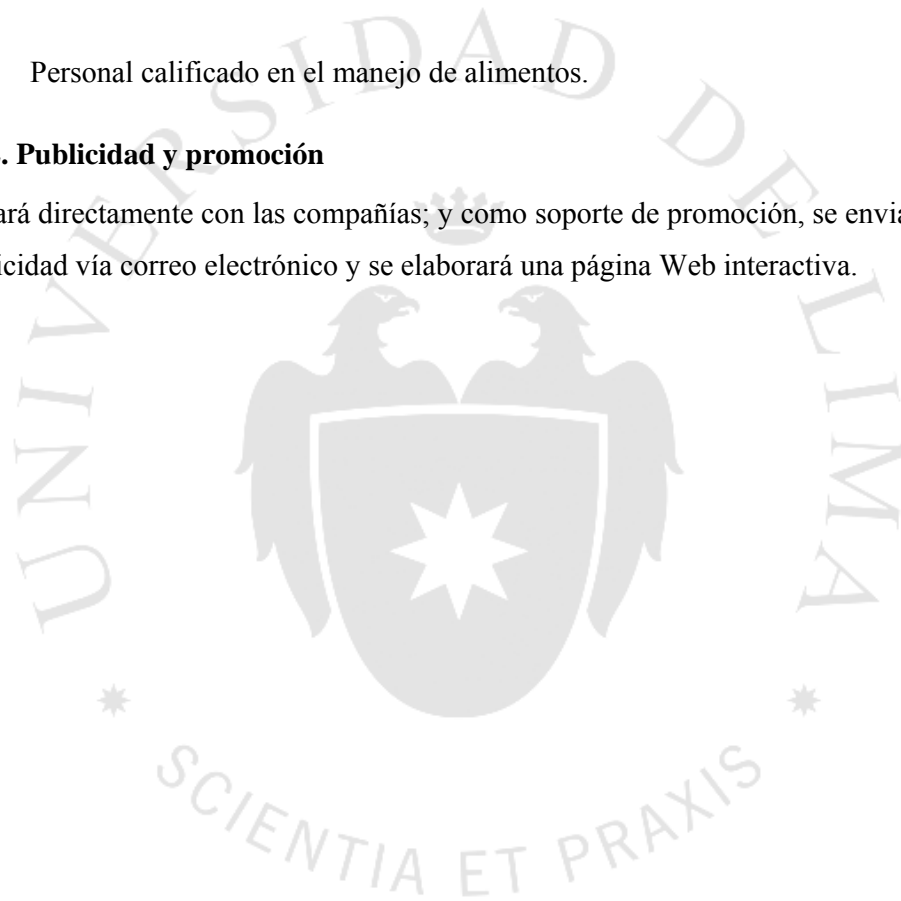 Personal calificado en el manejo de alimentos.
. Publicidad y promoción
ará directamente con las compañías; y como soporte de promoción, se envia
icidad vía correo electrónico y se elaborará una página Web interactiva.
UNIVERSIDAD DE LIMA
SCIENTIA ET PRAXIS